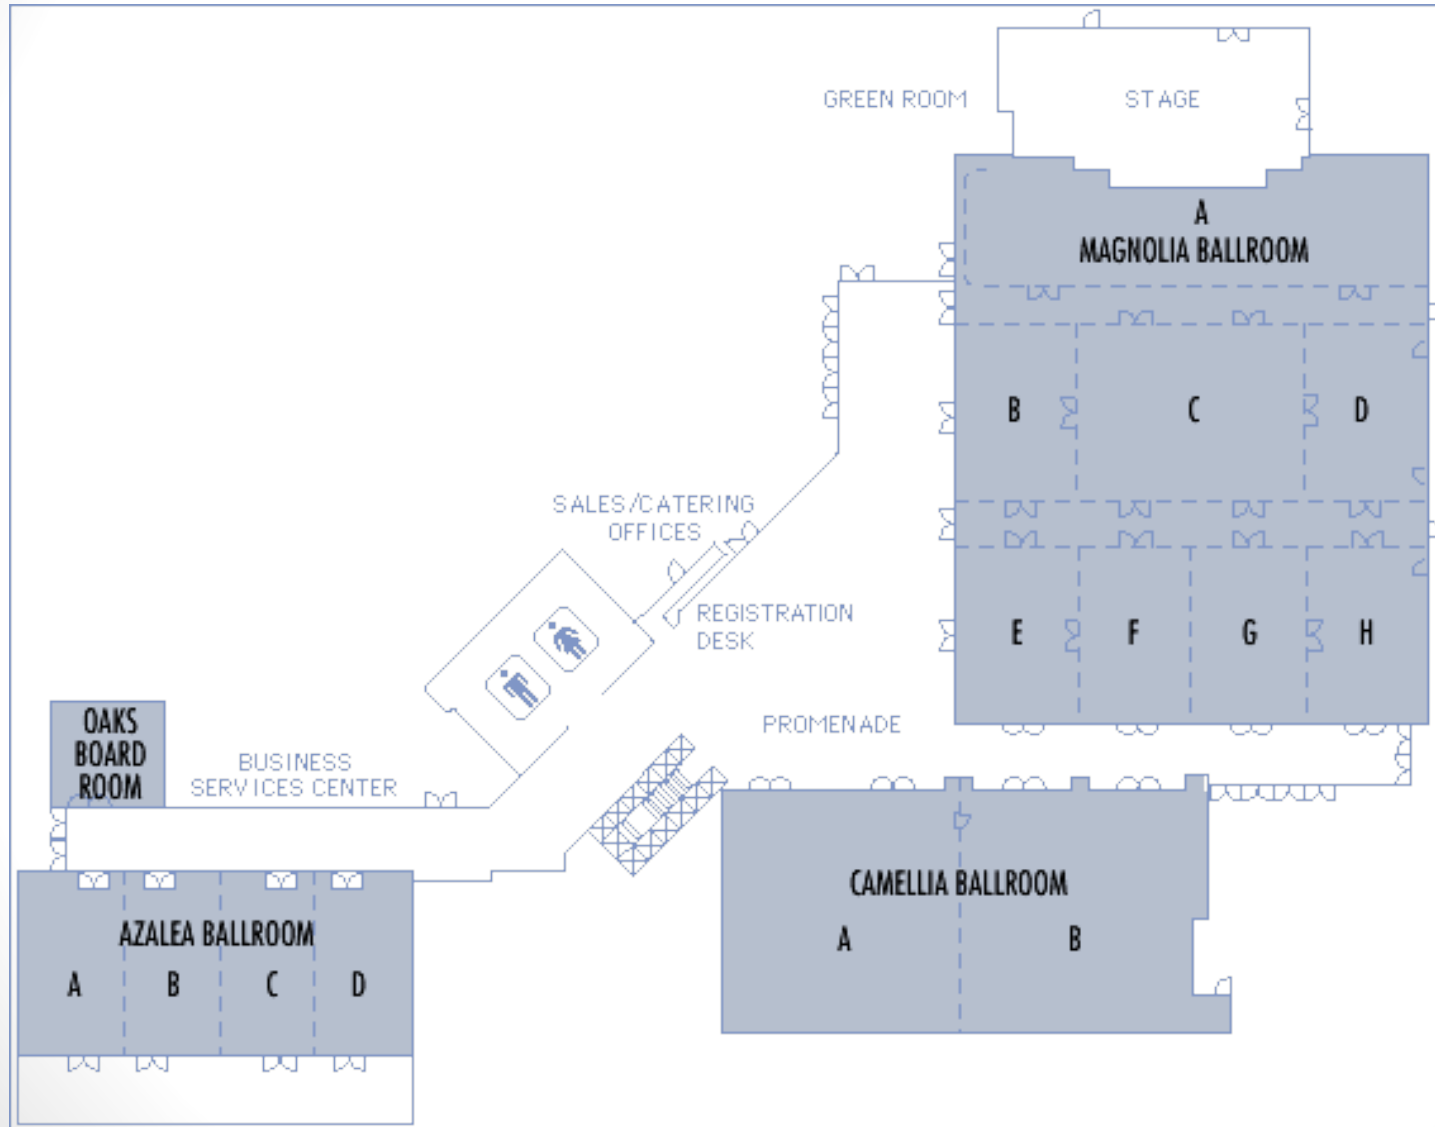 GREEN ROOM
STAGE
A
MAGNOLIA BALLROOM
B
C
D
SALES/CATERING
OFFICES
REGISTRATION
DESK
E
F
G
H
OAKS
BOARD
ROOM
BUSINESS
SERVICES CENTER
PROMENADE
CAMELLIA BALLROOM
A
B
AZALEA BALLROOM
A
B
C
D